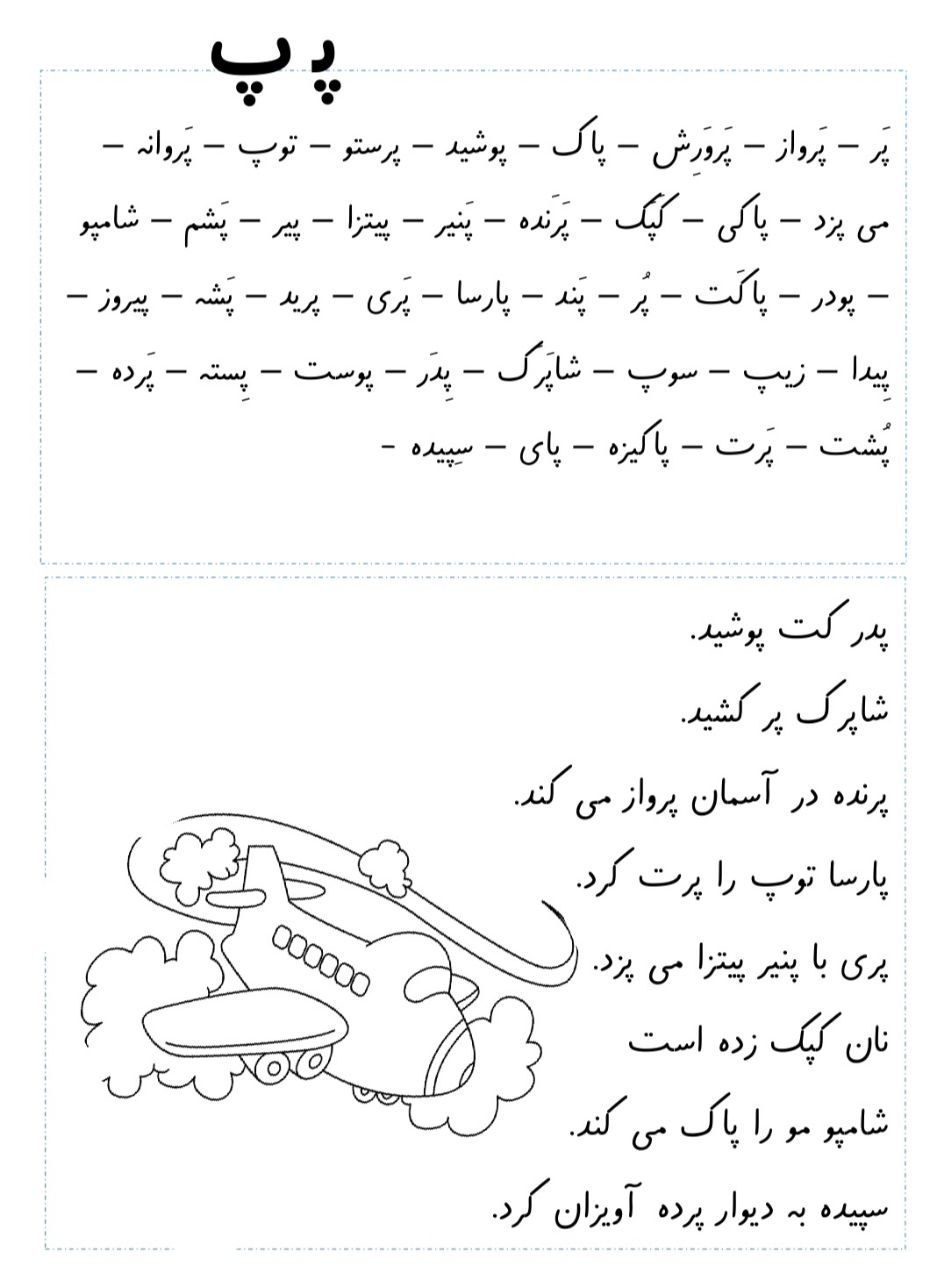 پـ پ
پَر – پَرواز – پَروَرِش – پاک – پوشید – پرستو – توپ – پَروانه –
می پزد – پاکی – کَپَک – پَرَنده – پَنیر – پیتزا – پیر – پَشم – شامپو
– پودر – پاکَت – پُر – پَند – پارسا – پَری – پرید – پَشه – پیروز –
پِیدا – زیپ – سوپ – شاپَرَک – پِدَر – پوست – پِسته – پَرده –
پُشت – پَرت – پاکیزه – پای – سِپیده -
پدر کت پوشید.
شاپرک پر کشید.
پرنده در آسمان پرواز می کند.
پارسا توپ را پرت کرد.
پری با پنیر پیتزا می پزد.
نان کپک زده است
شامپو مو را پاک می کند.
سپیده به دیوار پرده آویزان کرد.